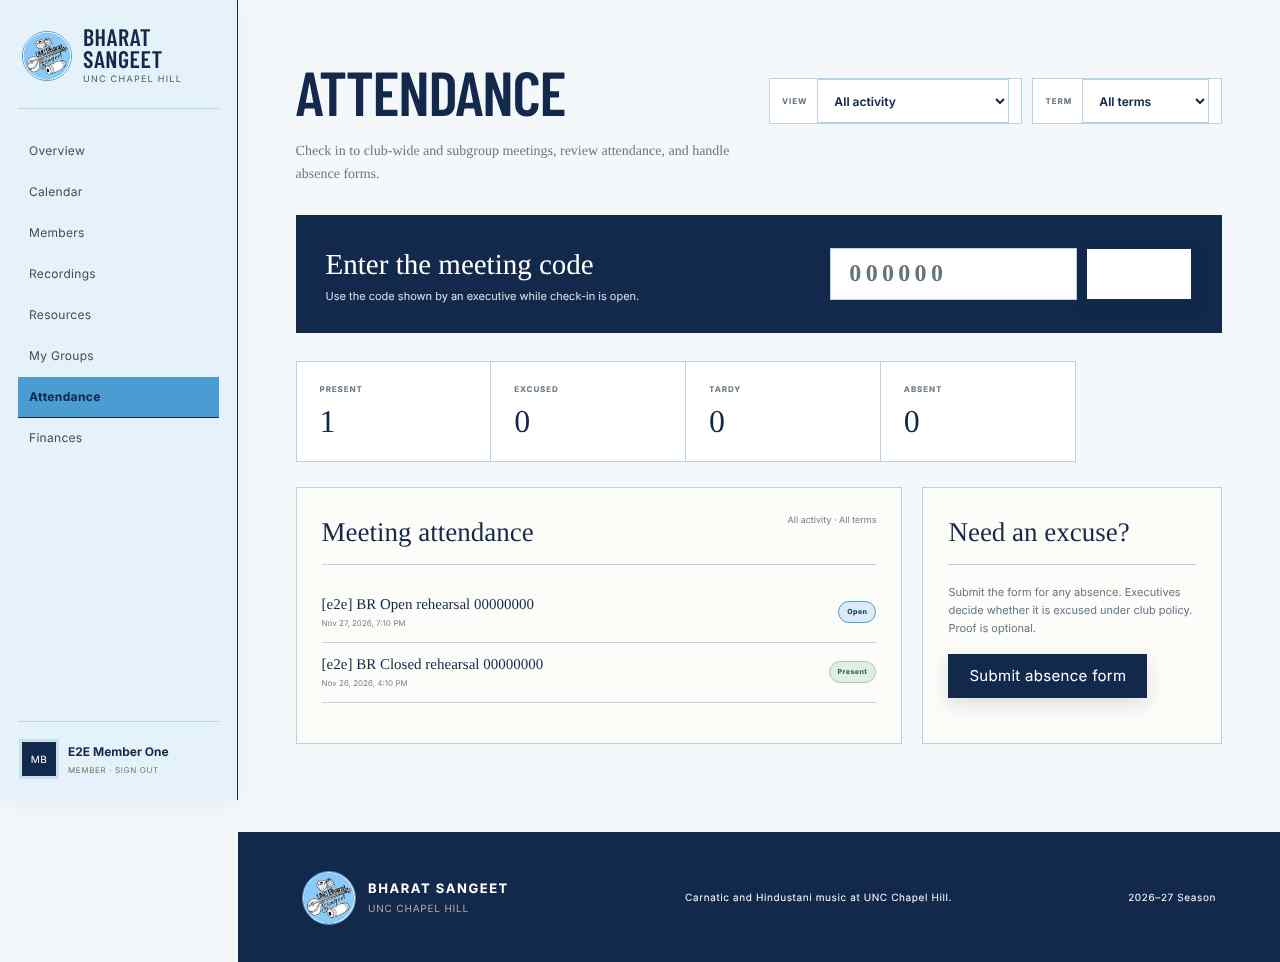 BHARAT
SANGEET
UNC CHAPEL HILL
Overview
Calendar
Members
Recordings
Resources
My Groups
Attendance
Finances
MB
E2E Member One
MEMBER · SIGN OUT
ATTENDANCE
VIEW
All activity
TERM
All terms
Check in to club-wide and subgroup meetings, review attendance, and handle
absence forms.
Enter the meeting code
Use the code shown by an executive while check-in is open.
000000
PRESENT
1
EXCUSED
0
TARDY
0
ABSENT
0
Meeting attendance
All activity · All terms
[e2e] BR Open rehearsal 00000000
Nov 27, 2026, 7:10 PM
Open
[e2e] BR Closed rehearsal 00000000
Nov 26, 2026, 4:10 PM
Present
Need an excuse?
Submit the form for any absence. Executives
decide whether it is excused under club policy.
Proof is optional.
Submit absence form
BHARAT SANGEET
UNC CHAPEL HILL
Carnatic and Hindustani music at UNC Chapel Hill.
2026–27 Season